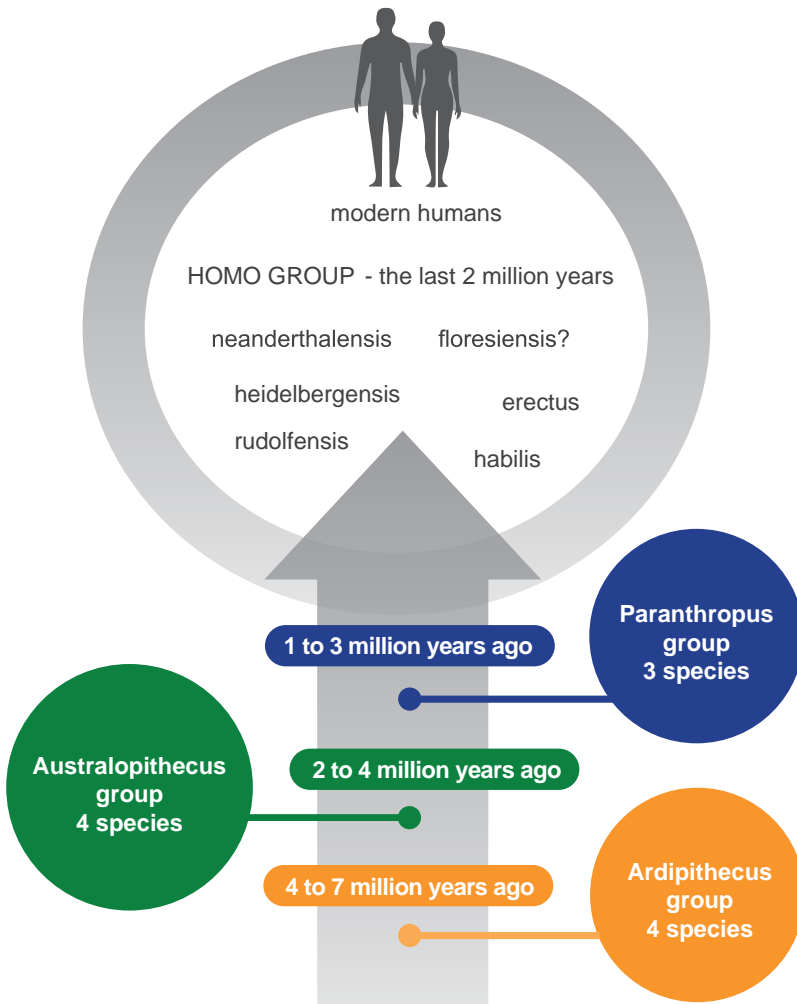 modern humans
HOMO GROUP - the last 2 million years
neanderthalensis
floresiensis?
heidelbergensis
erectus
rudolfensis
habilis
1 to 3 million years ago
Paranthropus
group
3 species
2 to 4 million years ago
Australopithecus
group
4 species
4 to 7 million years ago
Ardipithecus
group
4 species